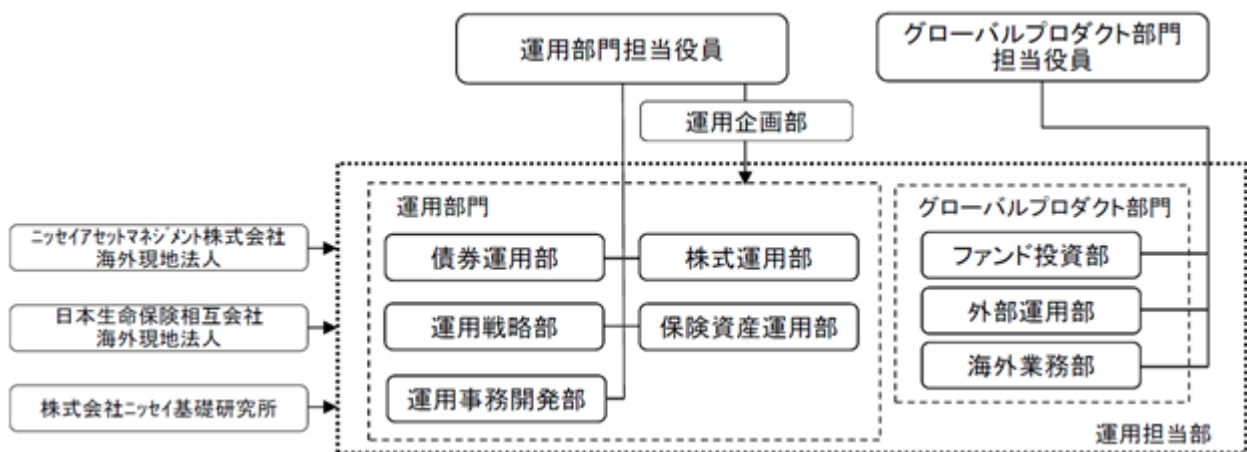 運用部門担当役員
グローバルプロダクト部門
担当役員
運用企画部
運用部門
グローバルプロダクト部門
ニッセイアセットマネジメント株式会社
海外現地法人
債券運用部
株式運用部
ファンド投資部
日本生命保険相互会社
海外現地法人
運用戦略部
保険資産運用部
外部運用部
海外業務部
株式会社ニッセイ基礎研究所
運用事務開発部
運用担当部